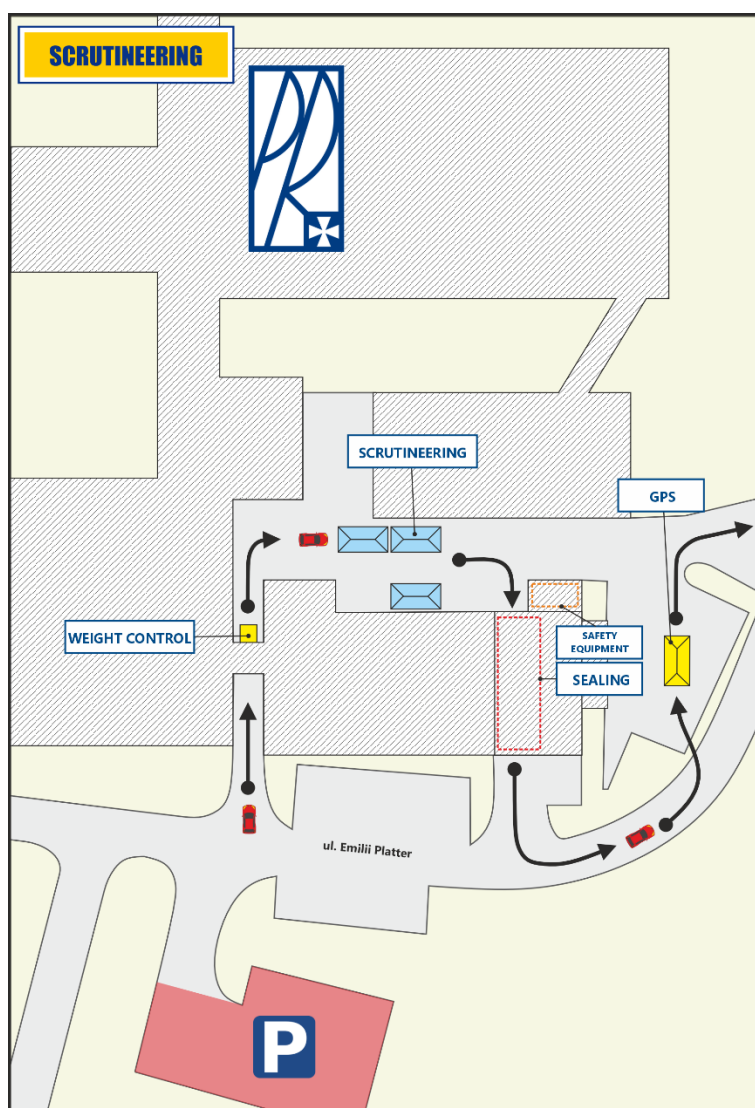 SCRUTINEERING
SCRUTINEERING
GPS
WEIGHT CONTROL
SAFETY
EQUIPMENT
SEALING
ul. Emilii Platter
P